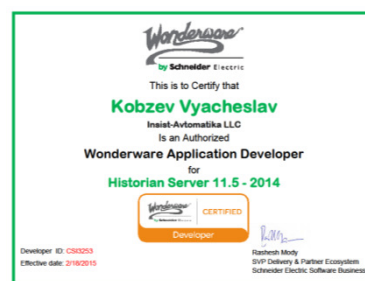 Wonderware
by Schneider Electric
This is to Certify that
Kobzev Vyacheslav
Insist-Avtomatika LLC
Is an Authorized
Wonderware Application Developer
for
Historian Server 11.5 - 2014
Wonderware
CERTIFIED
Developer
Developer ID: CSI3253
Effective date: 2/18/2015
Rashesh Mody
SVP Delivery & Partner Ecosystem
Schneider Electric Software Business